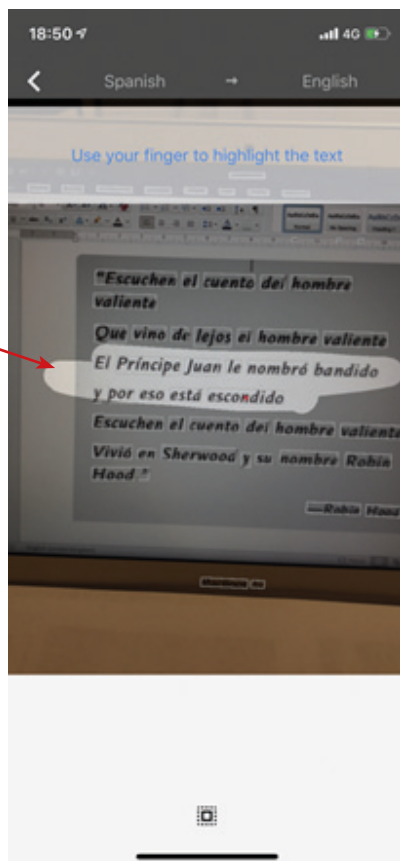 18:50
4G
Spanish → English
Use your finger to highlight the text
"Escuchen el cuento del hombre
valiente
Que vino de lejos el hombre valiente
El Príncipe Juan le nombró bandido
y por eso está escondido
Escuchen el cuento del hombre valiente
Vivió en Sherwood y su nombre Robin
Hood."
—Robin Hood